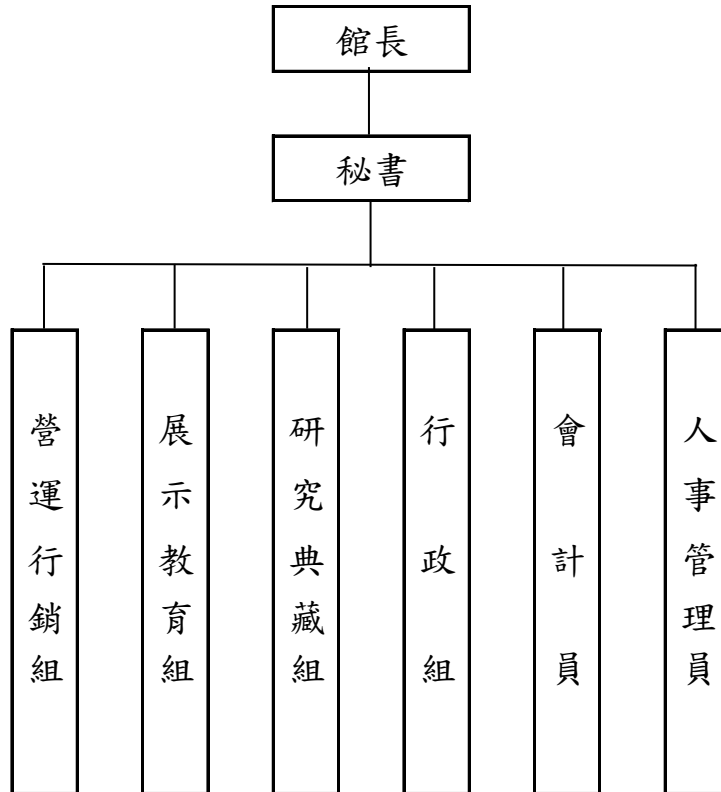 館長
秘書
營運行銷組
展示教育組
研究典藏組
行政組
會計員
人事管理員